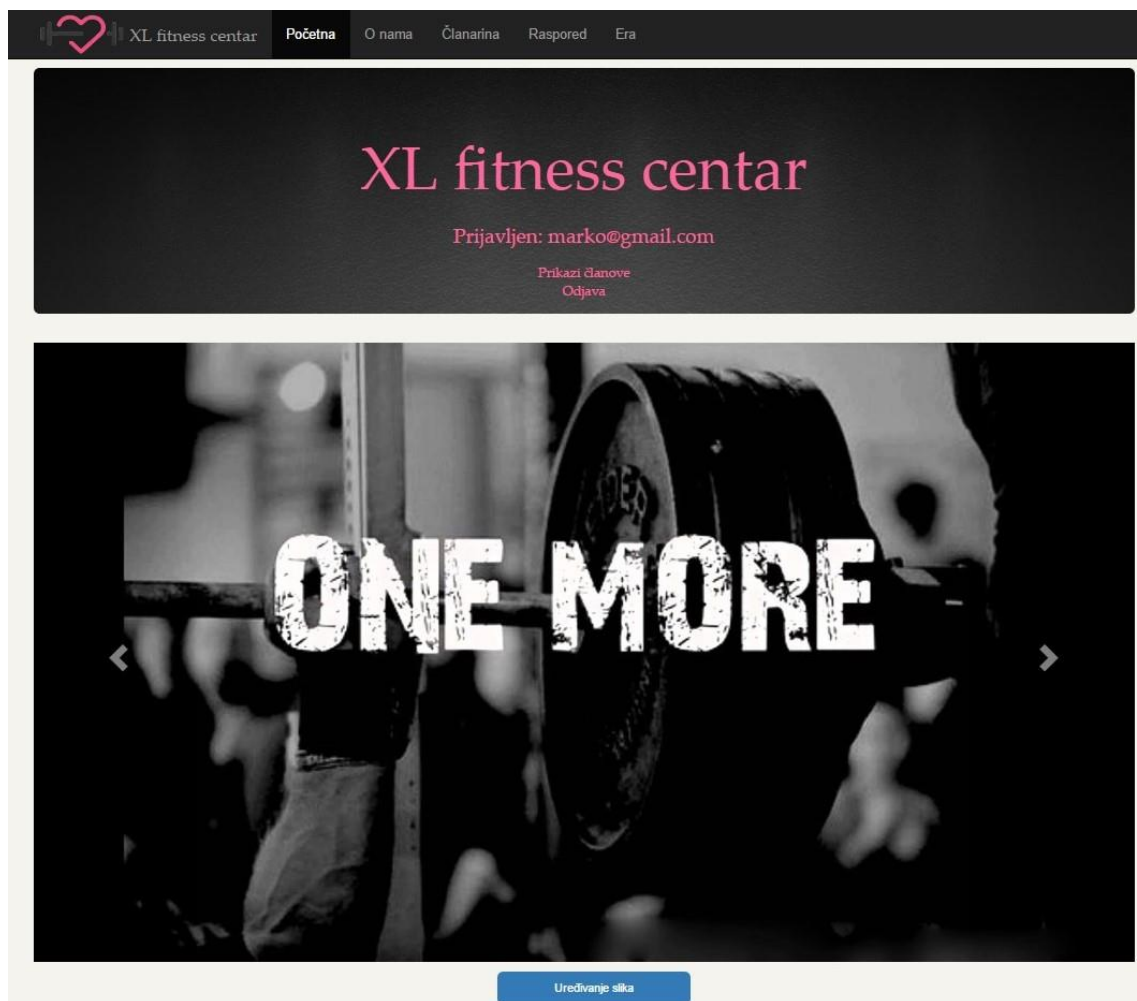 XL fitness centar Početna O nama Članarina Raspored Era
XL fitness centar
Prijavljen: marko@gmail.com
Prikazi članove
Odjava
ONE MORE
Uređivanje slika